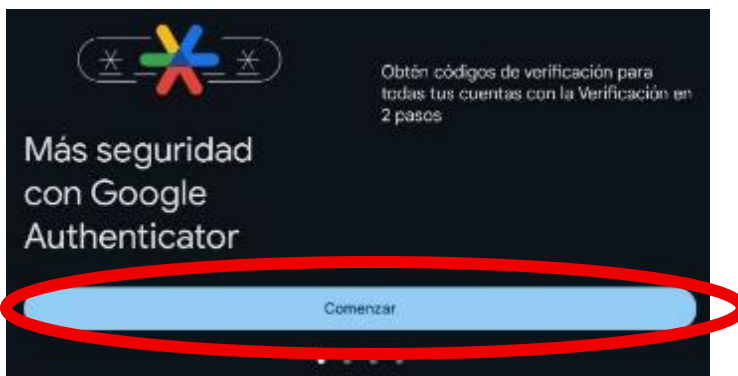 Obtén códigos de verificación para
todas tus cuentas con la Verificación en
2 pasos
Más seguridad
con Google
Authenticator
Comenzar